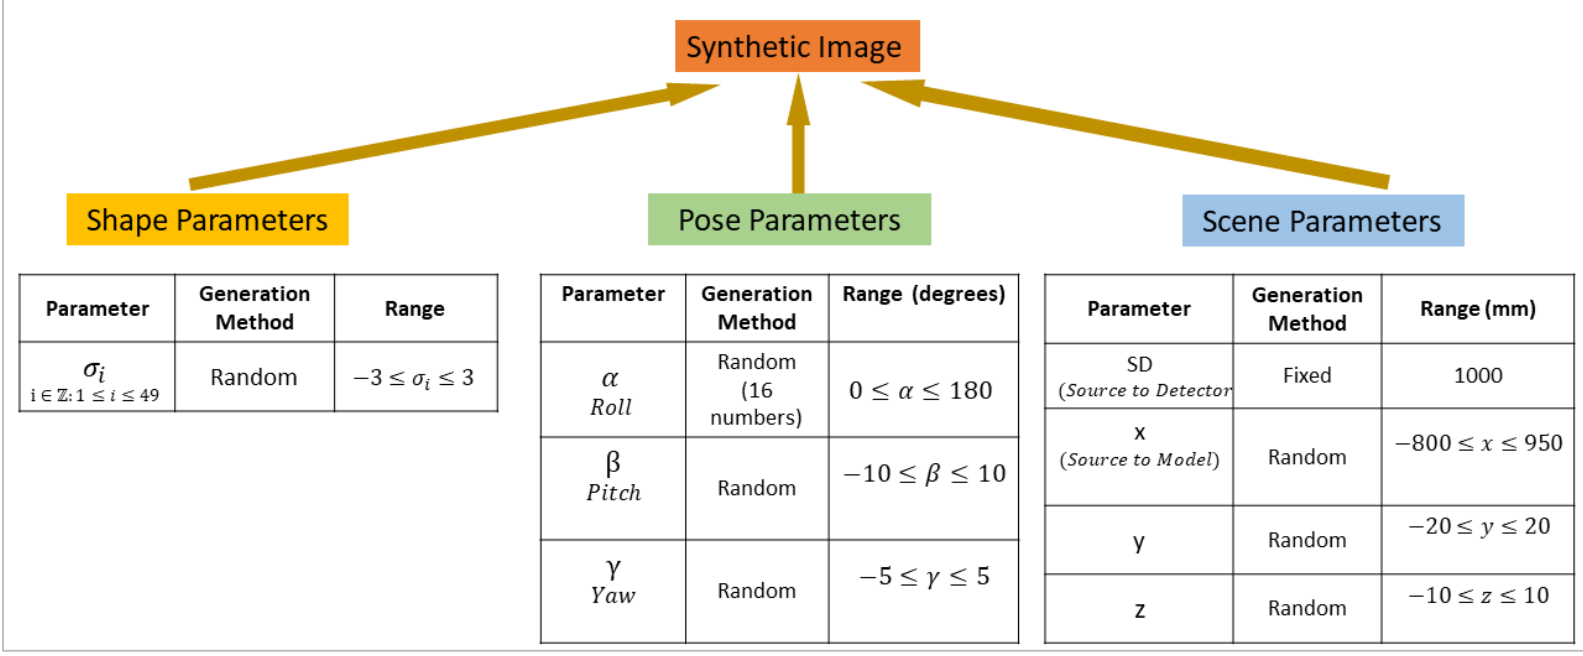 Synthetic Image
Shape Parameters
Parameter
Generation
Method
Range
σi
i ∈ ℤ: 1 ≤ i ≤ 49
Random
−3 ≤ σi ≤ 3
Pose Parameters
Parameter
Generation
Method
Range (degrees)
α
Roll
Random
(16
numbers)
0 ≤ α ≤ 180
β
Pitch
Random
−10 ≤ β ≤ 10
γ
Yaw
Random
−5 ≤ γ ≤ 5
Scene Parameters
Parameter
Generation
Method
Range (mm)
SD
(Source to Detector
Fixed
1000
x
(Source to Model)
Random
−800 ≤ x ≤ 950
y
Random
−20 ≤ y ≤ 20
z
Random
−10 ≤ z ≤ 10